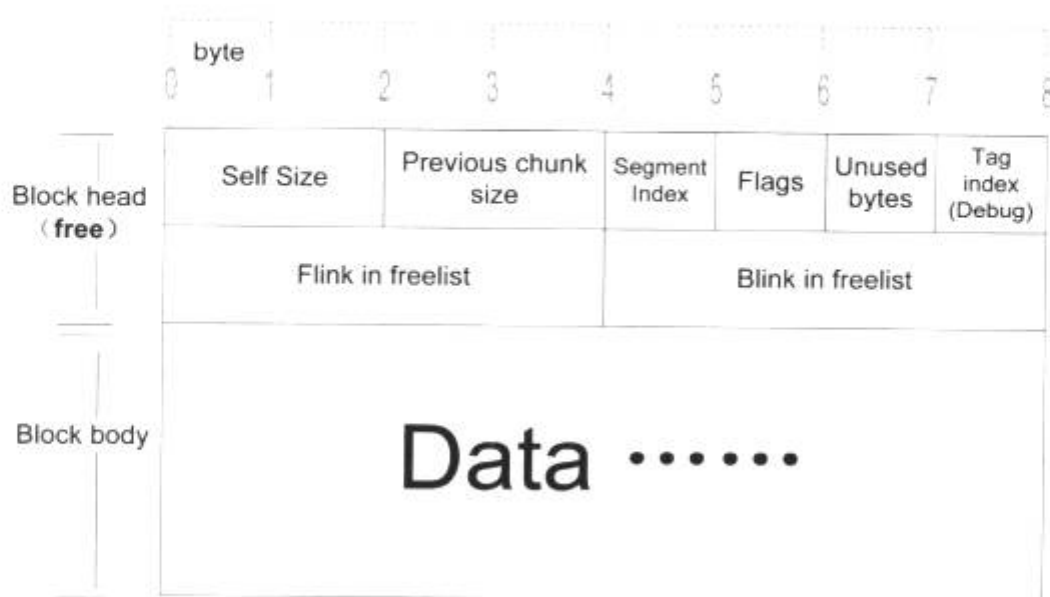 byte
0 1 2 3 4 5 6 7 8
Block head
（free）
Self Size
Previous chunk
size
Segment
Index
Flags
Unused
bytes
Tag
index
(Debug)
Flink in freelist
Blink in freelist
Block body
Data ······